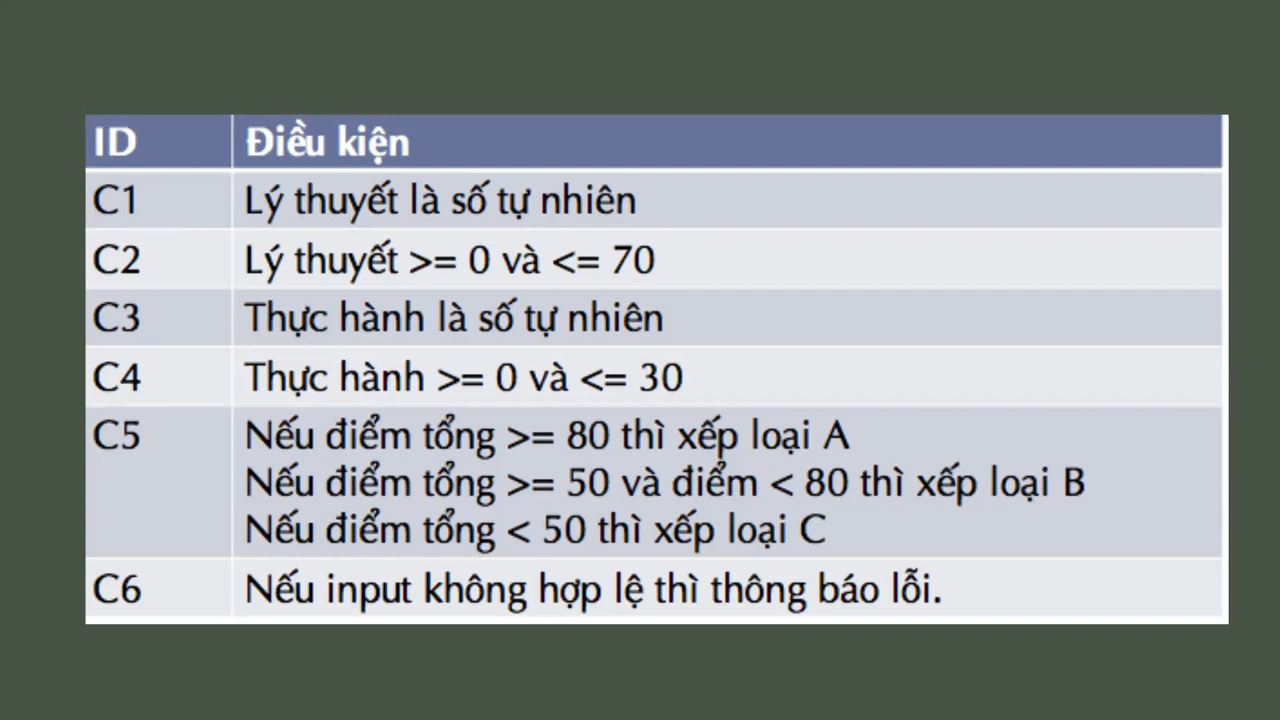 ID Điều kiện
C1 Lý thuyết là số tự nhiên
C2 Lý thuyết >= 0 và <= 70
C3 Thực hành là số tự nhiên
C4 Thực hành >= 0 và <= 30
C5 Nếu điểm tổng >= 80 thì xếp loại A
Nếu điểm tổng >= 50 và điểm < 80 thì xếp loại B
Nếu điểm tổng < 50 thì xếp loại C
C6 Nếu input không hợp lệ thì thông báo lỗi.